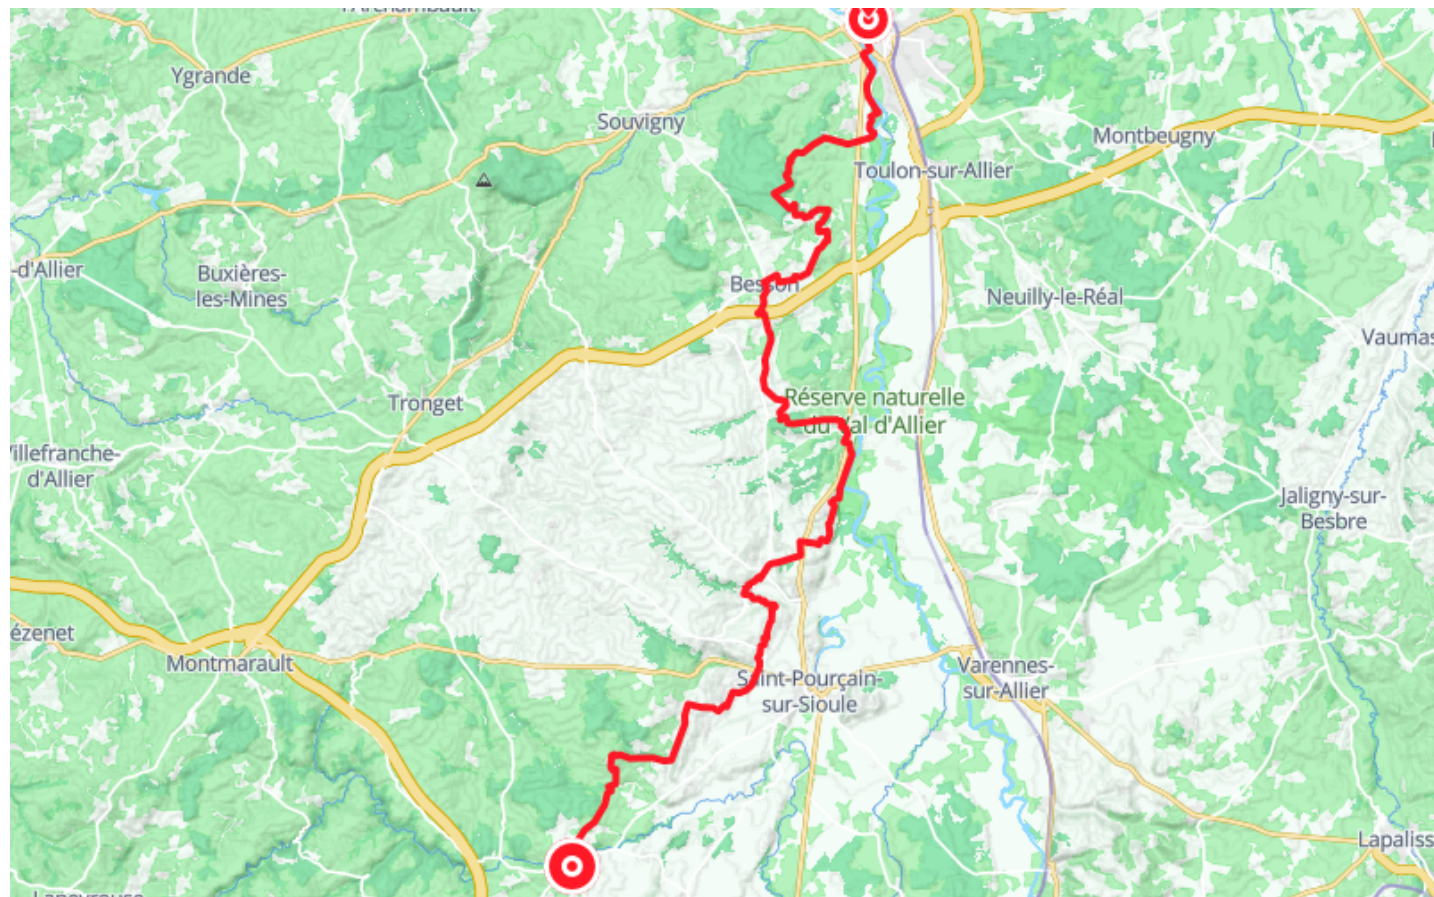 Ygrande
Souvigny
Montbeugny
Toulon-sur-Allier
-d'Allier
Buxières-
les-Mines
Besson
Neuilly-le-Réal
Vaumas
Tronget
Réserve naturelle
du Val d'Allier
illefranche-
d'Allier
Jaligny-sur-
Besbre
ézenet
Montmarault
Saint-Pourçain-
sur-Sioule
Varennes-
sur-Allier
Lapaliss